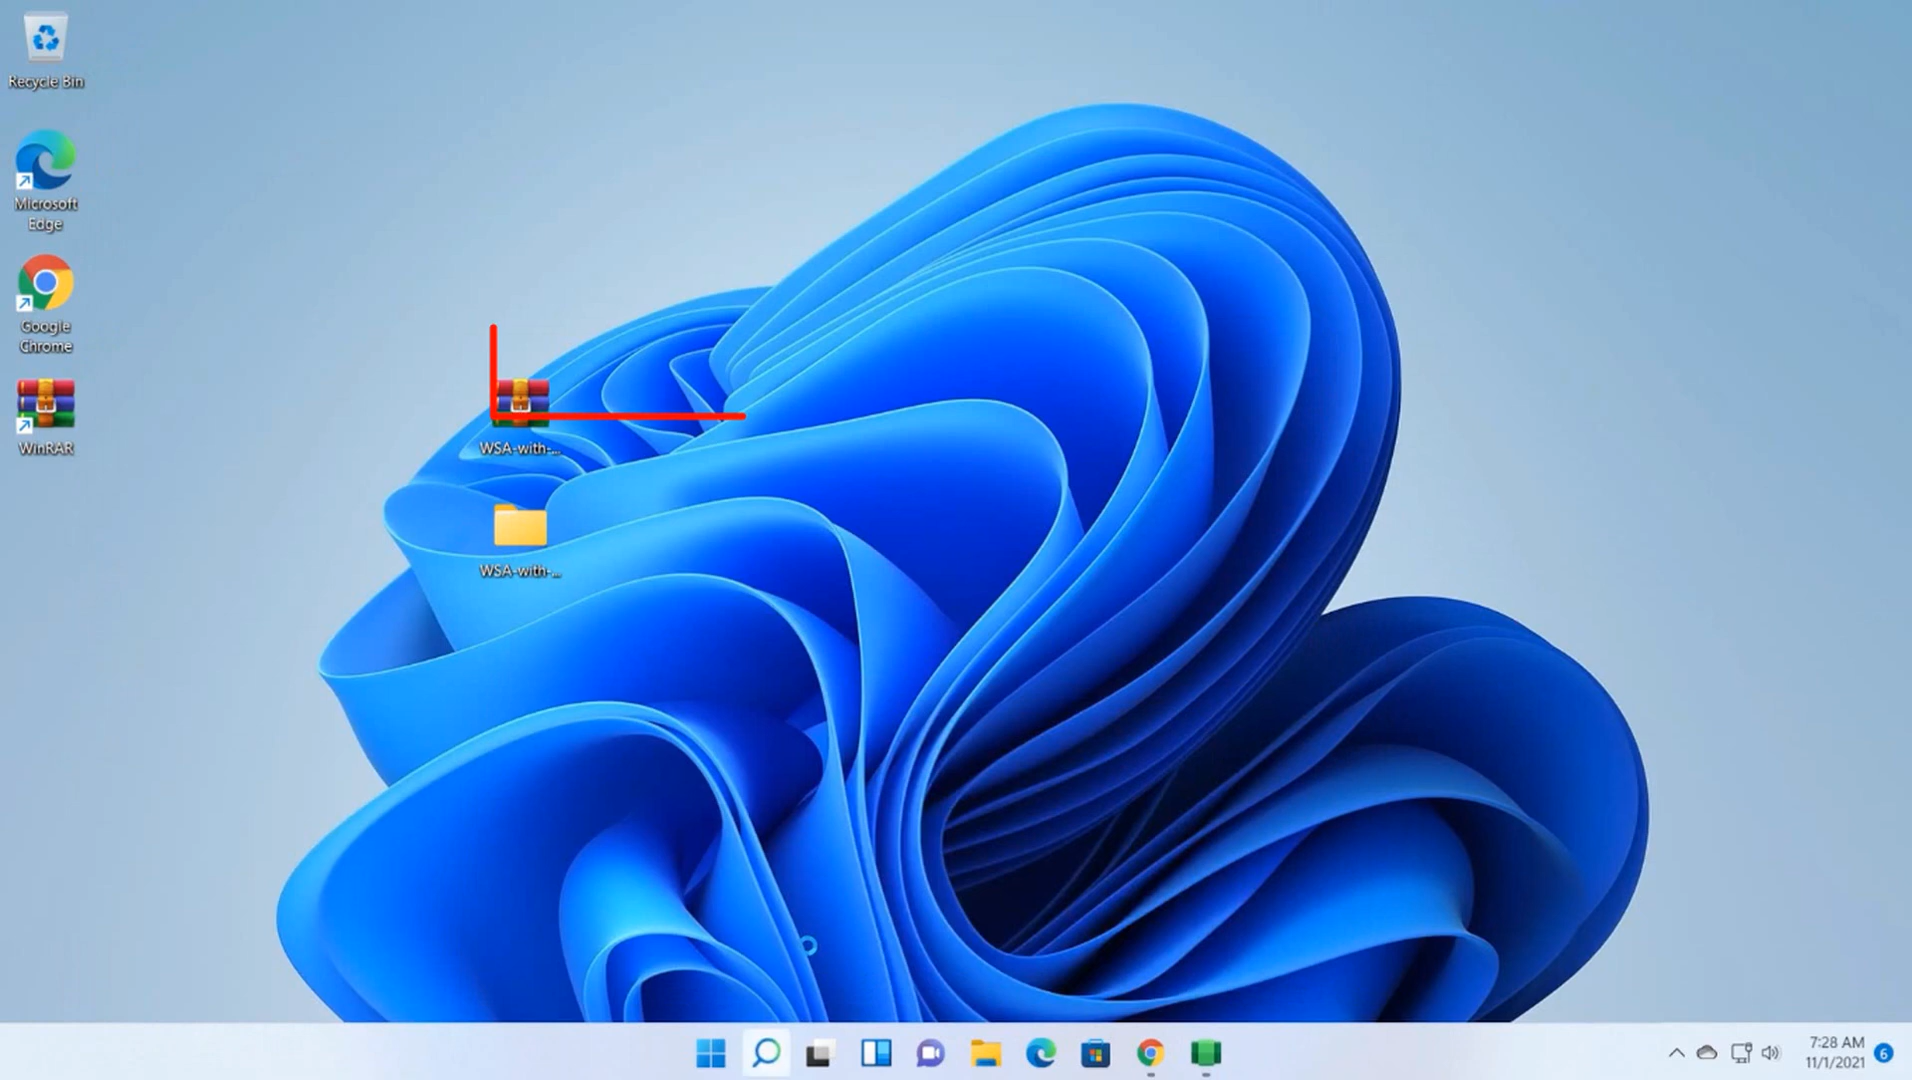 Recycle Bin
Microsoft
Edge
Google
Chrome
WinRAR
WSA-with-...
WSA-with-...
7:28 AM
11/1/2021
6